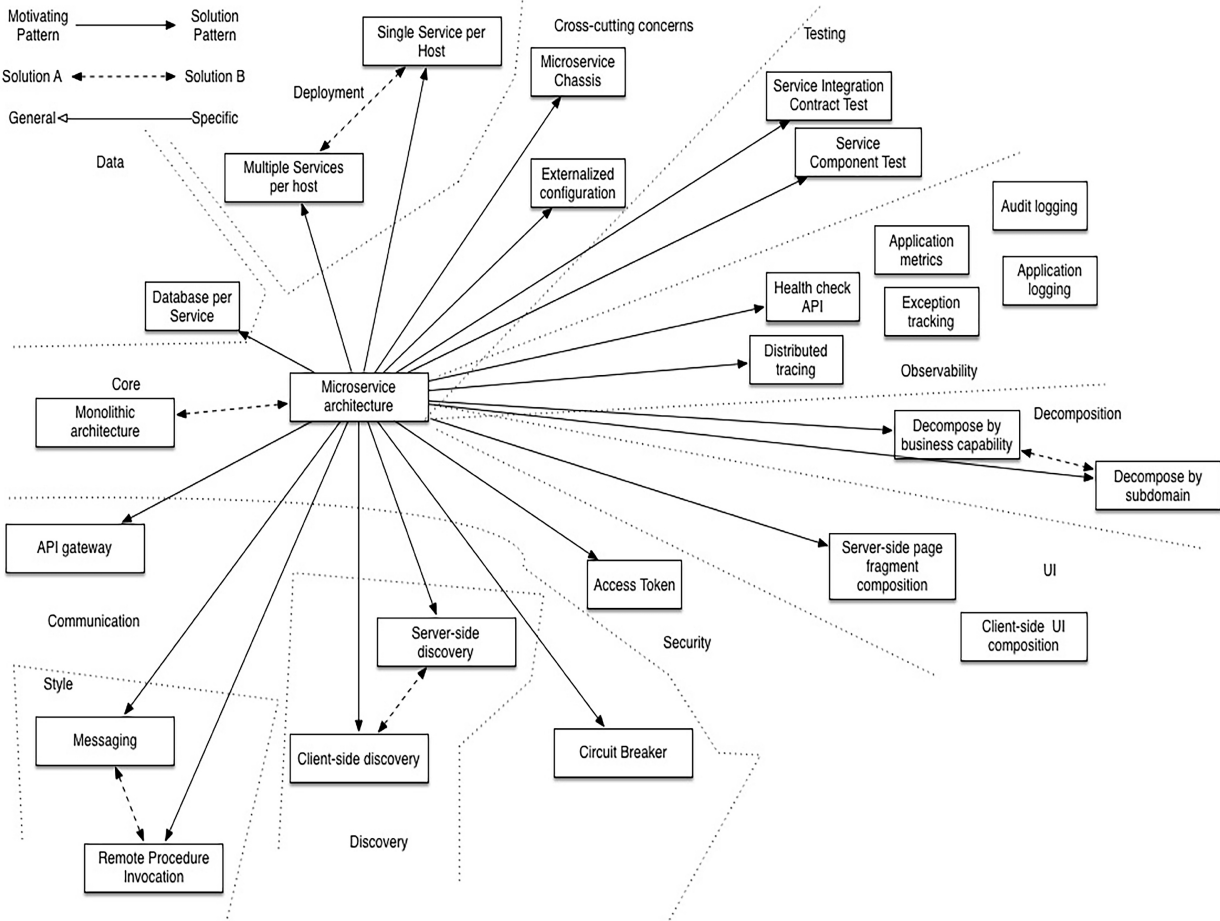 Motivating
Pattern
Solution
Pattern
Solution A
Solution B
General
Specific
Data
Deployment
Single Service per
Host
Multiple Services
per host
Cross-cutting concerns
Microservice
Chassis
Externalized
configuration
Testing
Service Integration
Contract Test
Service
Component Test
Audit logging
Application
metrics
Application
logging
Health check
API
Exception
tracking
Distributed
tracing
Observability
Database per
Service
Core
Monolithic
architecture
Microservice
architecture
Decomposition
Decompose by
business capability
Decompose by
subdomain
API gateway
Communication
Style
Messaging
Remote Procedure
Invocation
Server-side
discovery
Client-side discovery
Discovery
Access Token
Security
Circuit Breaker
Server-side page
fragment
composition
UI
Client-side UI
composition